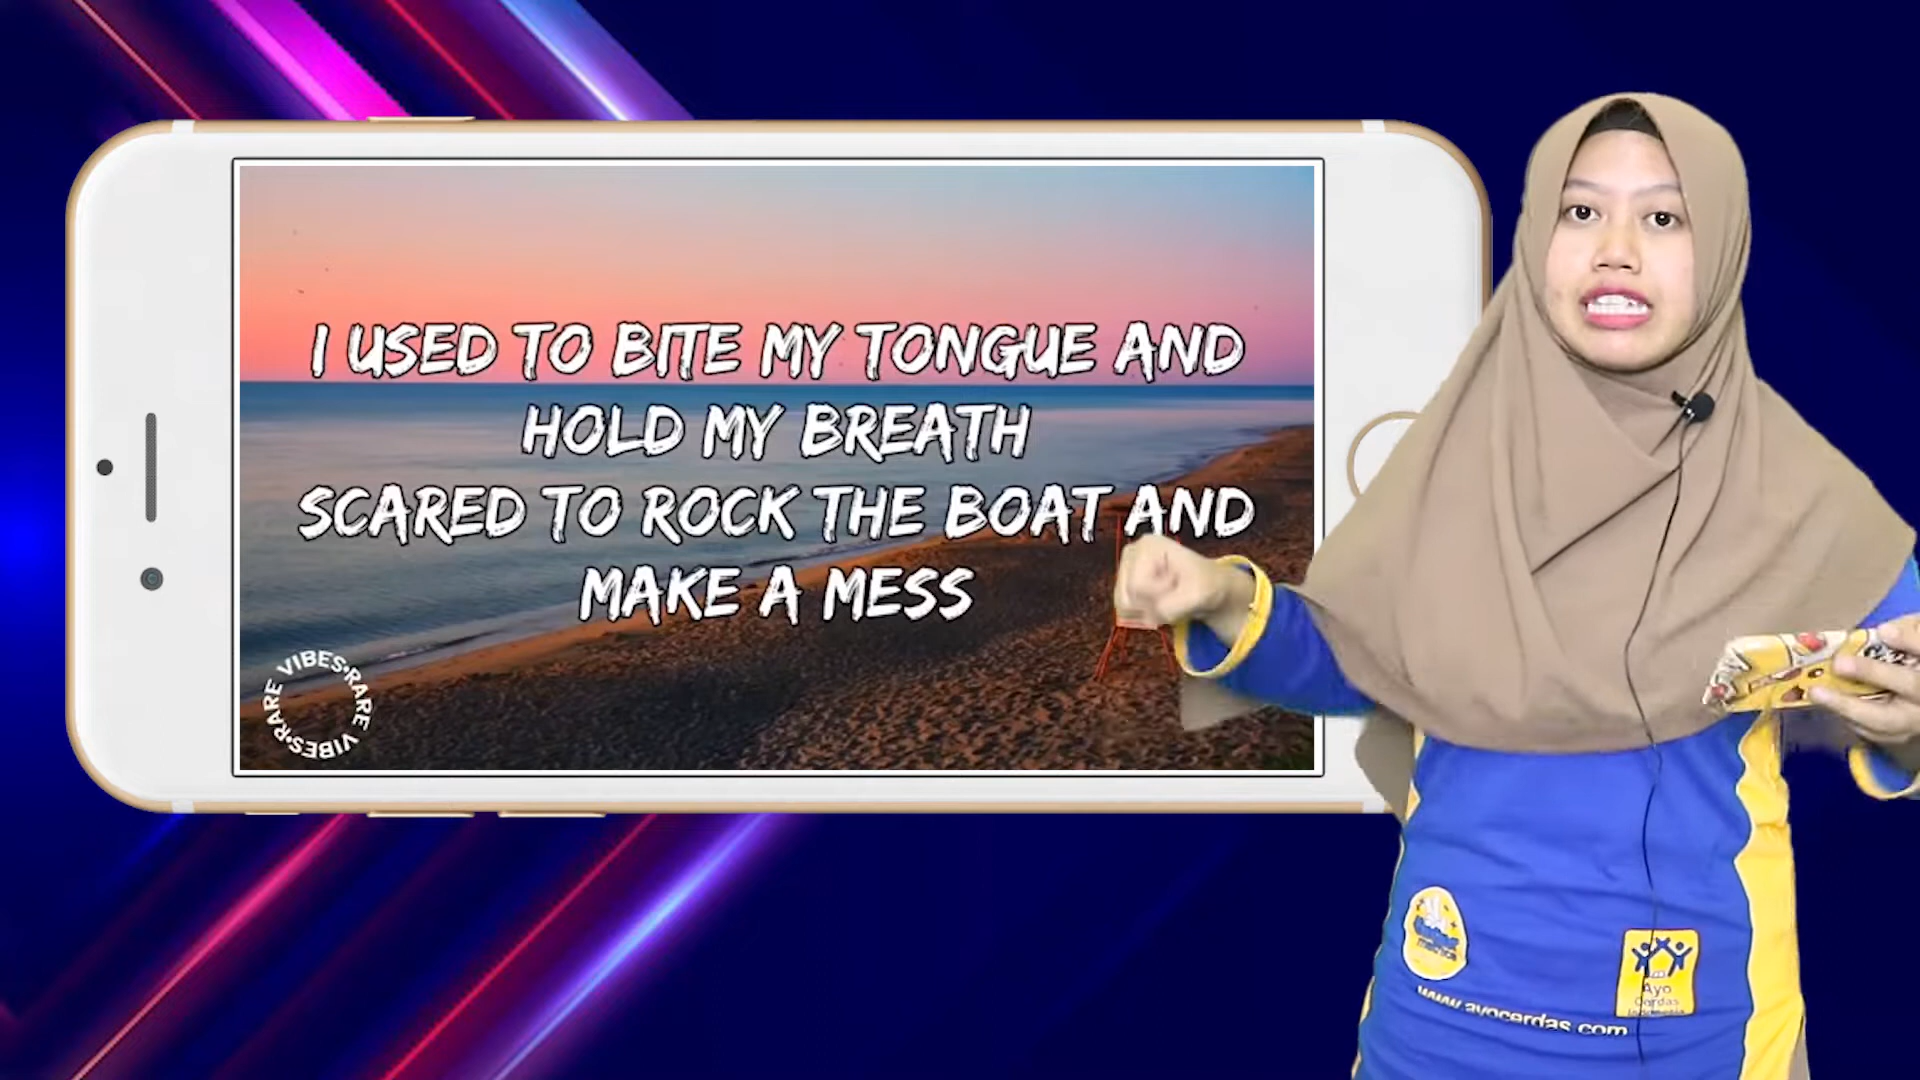 I USED TO BITE MY TONGUE AND
HOLD MY BREATH
SCARED TO ROCK THE BOAT AND
MAKE A MESS
VIBES•RARE VIBES•RARE
Ayo
Cerdas
Indonesia
www.ayocerdas.com